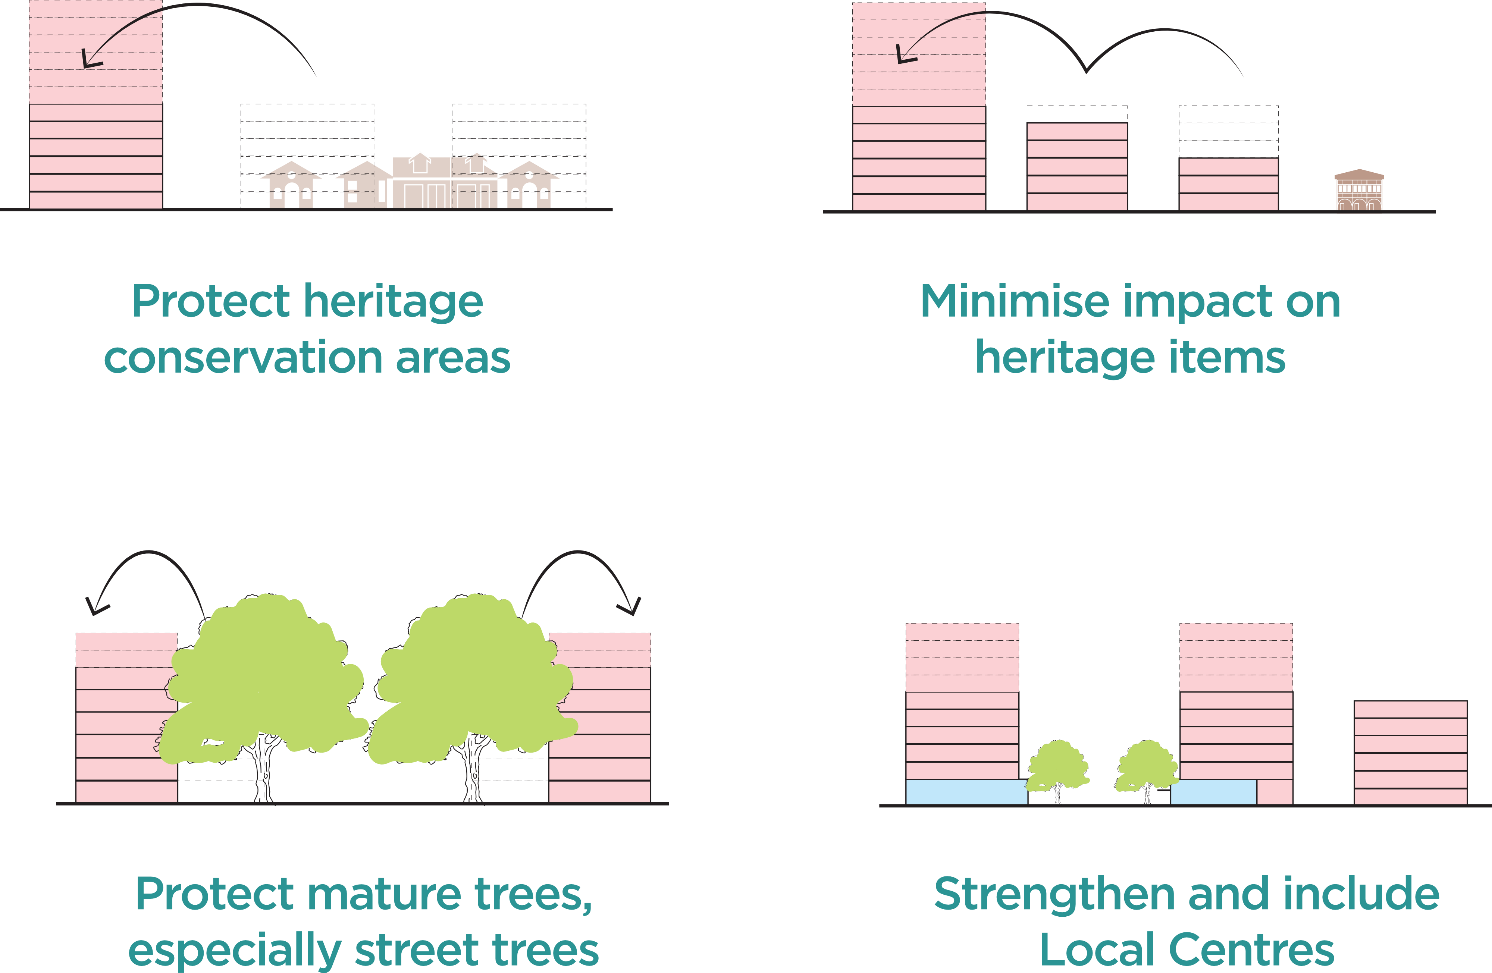 Protect heritage
conservation areas
Minimise impact on
heritage items
Protect mature trees,
especially street trees
Strengthen and include
Local Centres